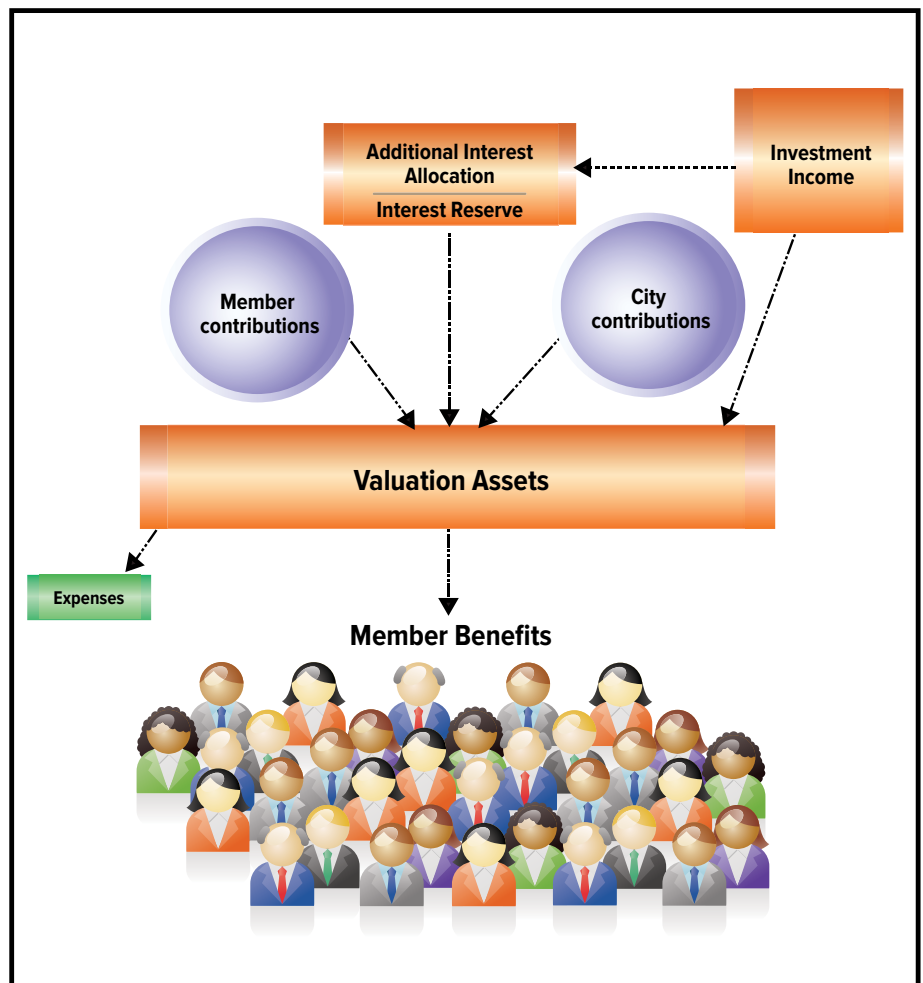 Additional Interest
Allocation
Interest Reserve
Investment
Income
Member
contributions
City
contributions
Valuation Assets
Expenses
Member Benefits